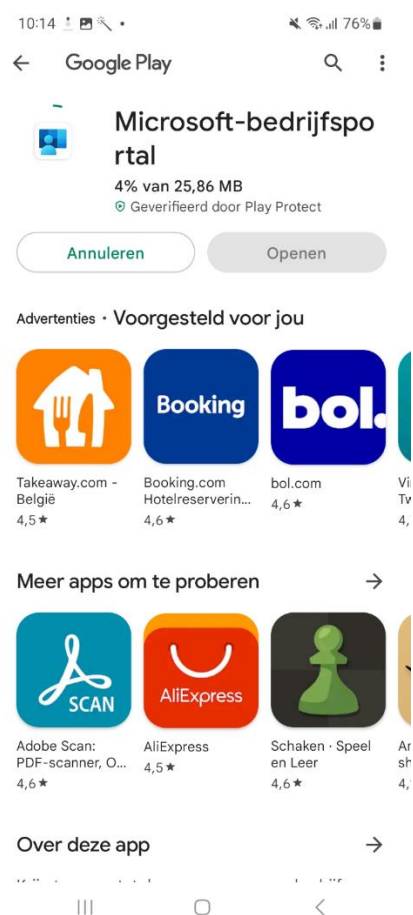 10:14
76%
Google Play
Microsoft-bedrijfspo
rtal
4% van 25,86 MB
Geverifieerd door Play Protect
Annuleren
Openen
Advertenties · Voorgesteld voor jou
Booking
bol.
Takeaway.com -
België
4,5★
Booking.com
Hotelreserverin...
4,6★
bol.com
4,6★
Meer apps om te proberen
SCAN
AliExpress
Adobe Scan:
PDF-scanner, O...
4,6★
AliExpress
4,5★
Schaken · Speel
en Leer
4,6★
Over deze app